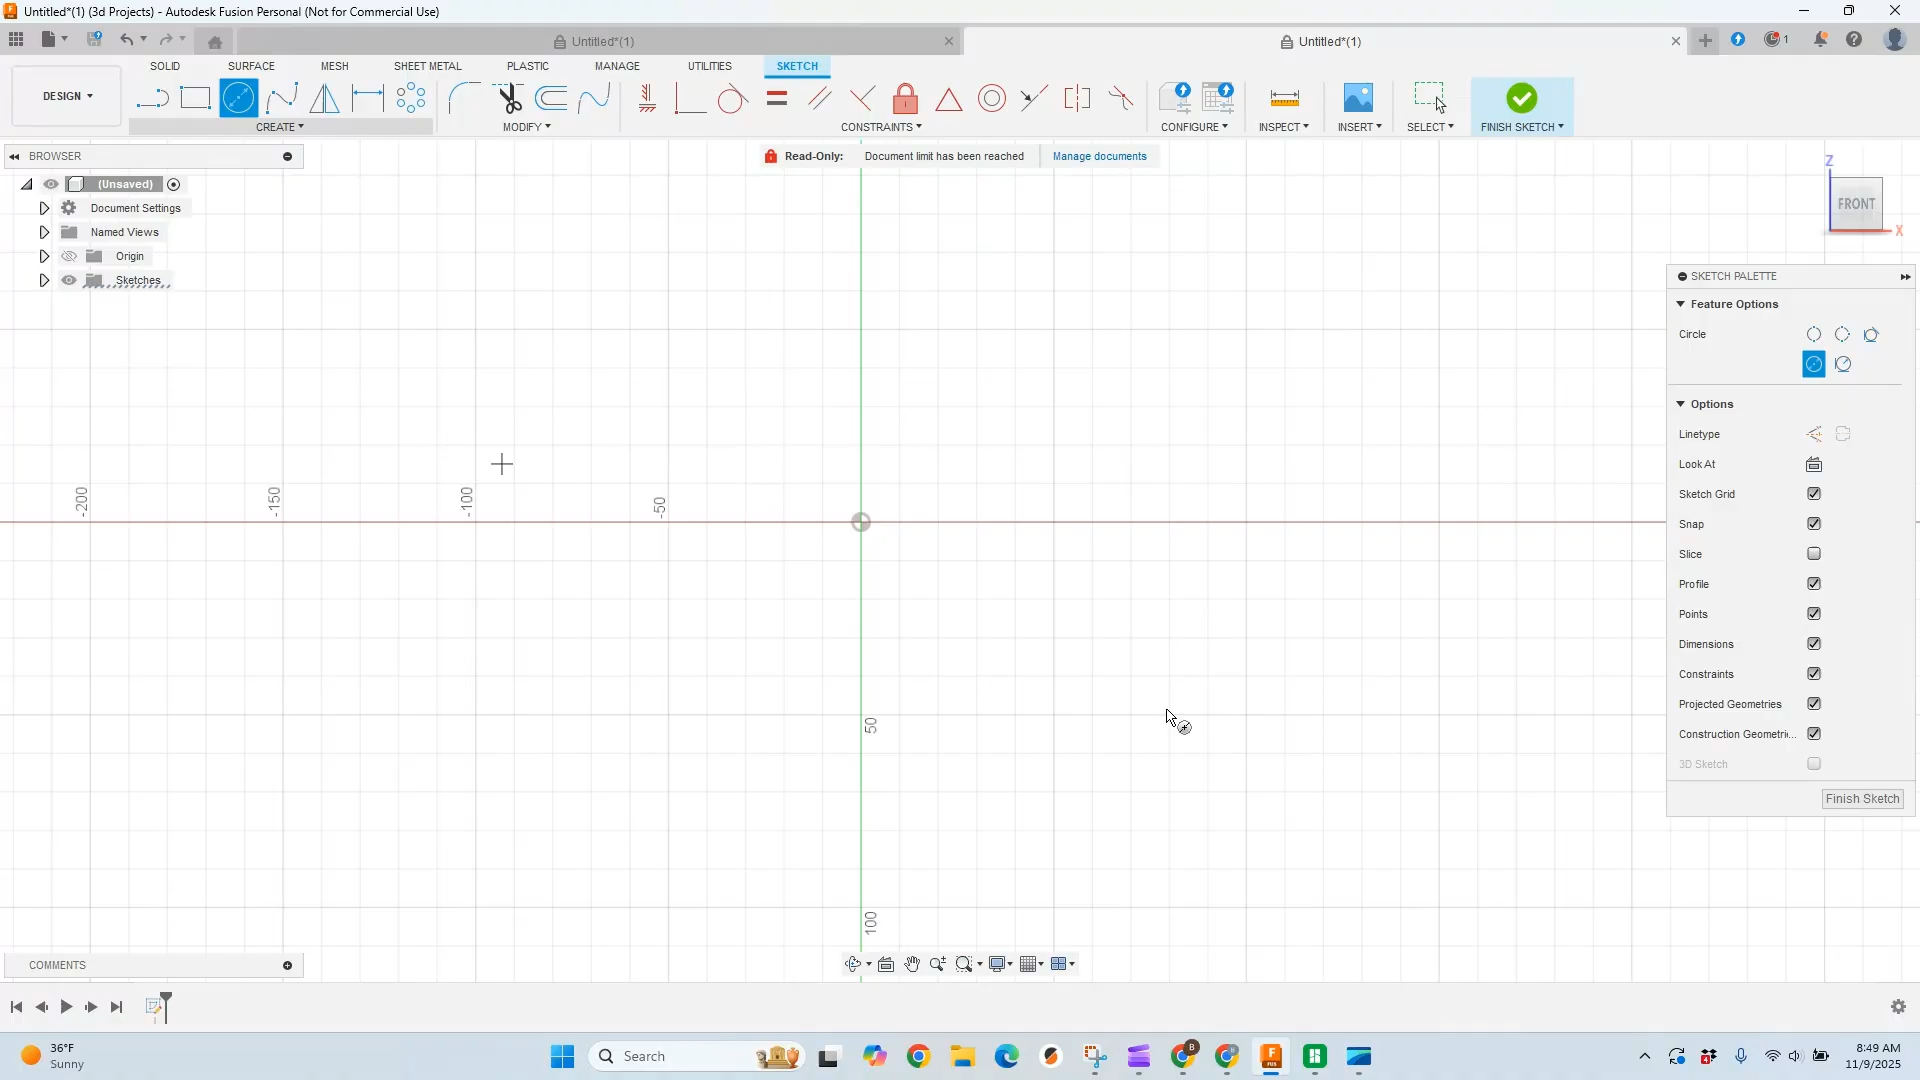 Untitled*(1) (3d Projects) - Autodesk Fusion Personal (Not for Commercial Use)
Untitled*(1)
Untitled*(1)
1
SOLID
SURFACE
MESH
SHEET METAL
PLASTIC
MANAGE
UTILITIES
SKETCH
DESIGN
CREATE
MODIFY
CONSTRAINTS
CONFIGURE
INSPECT
INSERT
SELECT
FINISH SKETCH
BROWSER
Read-Only:
Document limit has been reached
Manage documents
(Unsaved)
Document Settings
Named Views
Origin
Sketches
Z
FRONT
X
SKETCH PALETTE
Feature Options
Circle
Options
Linetype
Look At
Sketch Grid
Snap
Slice
Profile
Points
Dimensions
Constraints
Projected Geometries
Construction Geometri...
3D Sketch
Finish Sketch
-200
-150
-100
-50
50
100
COMMENTS
36°F
Sunny
Search
8:49 AM
11/9/2025